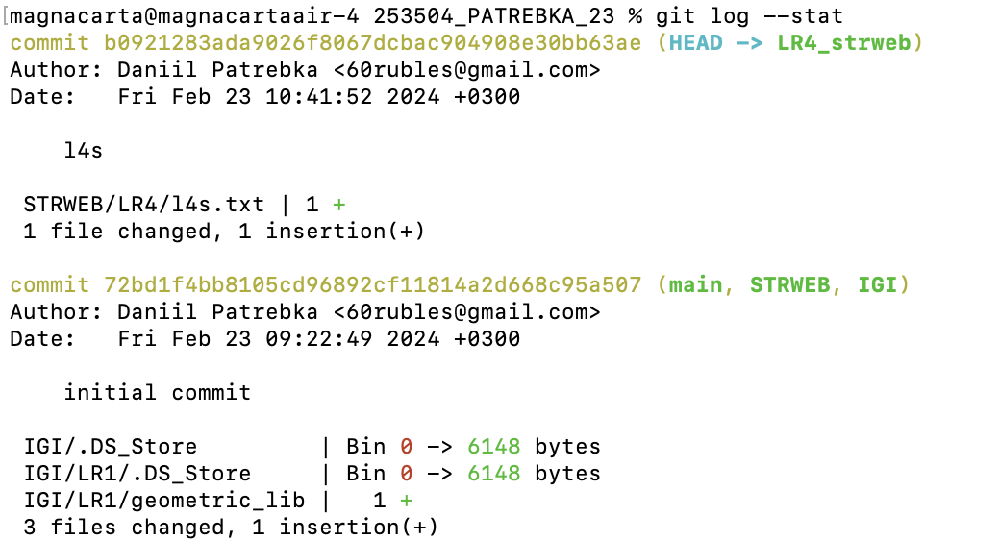 magnacarta@magnacartaair-4 253504_PATREBKA_23 % git log --stat
commit b0921283ada9026f8067dcbac904908e30bb63ae (HEAD -> LR4_strweb)
Author: Daniil Patrebka <60rubles@gmail.com>
Date:   Fri Feb 23 10:41:52 2024 +0300

    l4s

 STRWEB/LR4/l4s.txt | 1 +
 1 file changed, 1 insertion(+)

commit 72bd1f4bb8105cd96892cf11814a2d668c95a507 (main, STRWEB, IGI)
Author: Daniil Patrebka <60rubles@gmail.com>
Date:   Fri Feb 23 09:22:49 2024 +0300

    initial commit

 IGI/.DS_Store         | Bin 0 -> 6148 bytes
 IGI/LR1/.DS_Store     | Bin 0 -> 6148 bytes
 IGI/LR1/geometric_lib |   1 +
 3 files changed, 1 insertion(+)